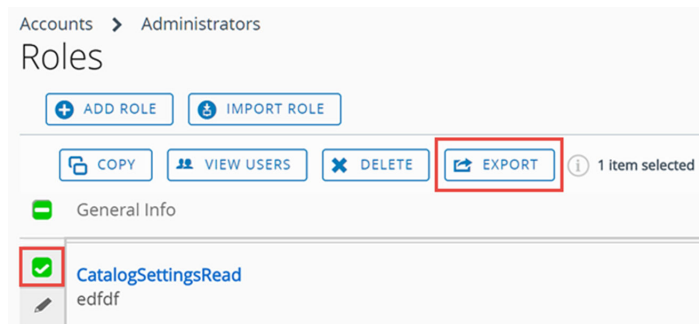 Accounts > Administrators
Roles
ADD ROLE IMPORT ROLE
COPY VIEW USERS DELETE EXPORT i 1 item selected
General Info
CatalogSettingsRead
edfdf